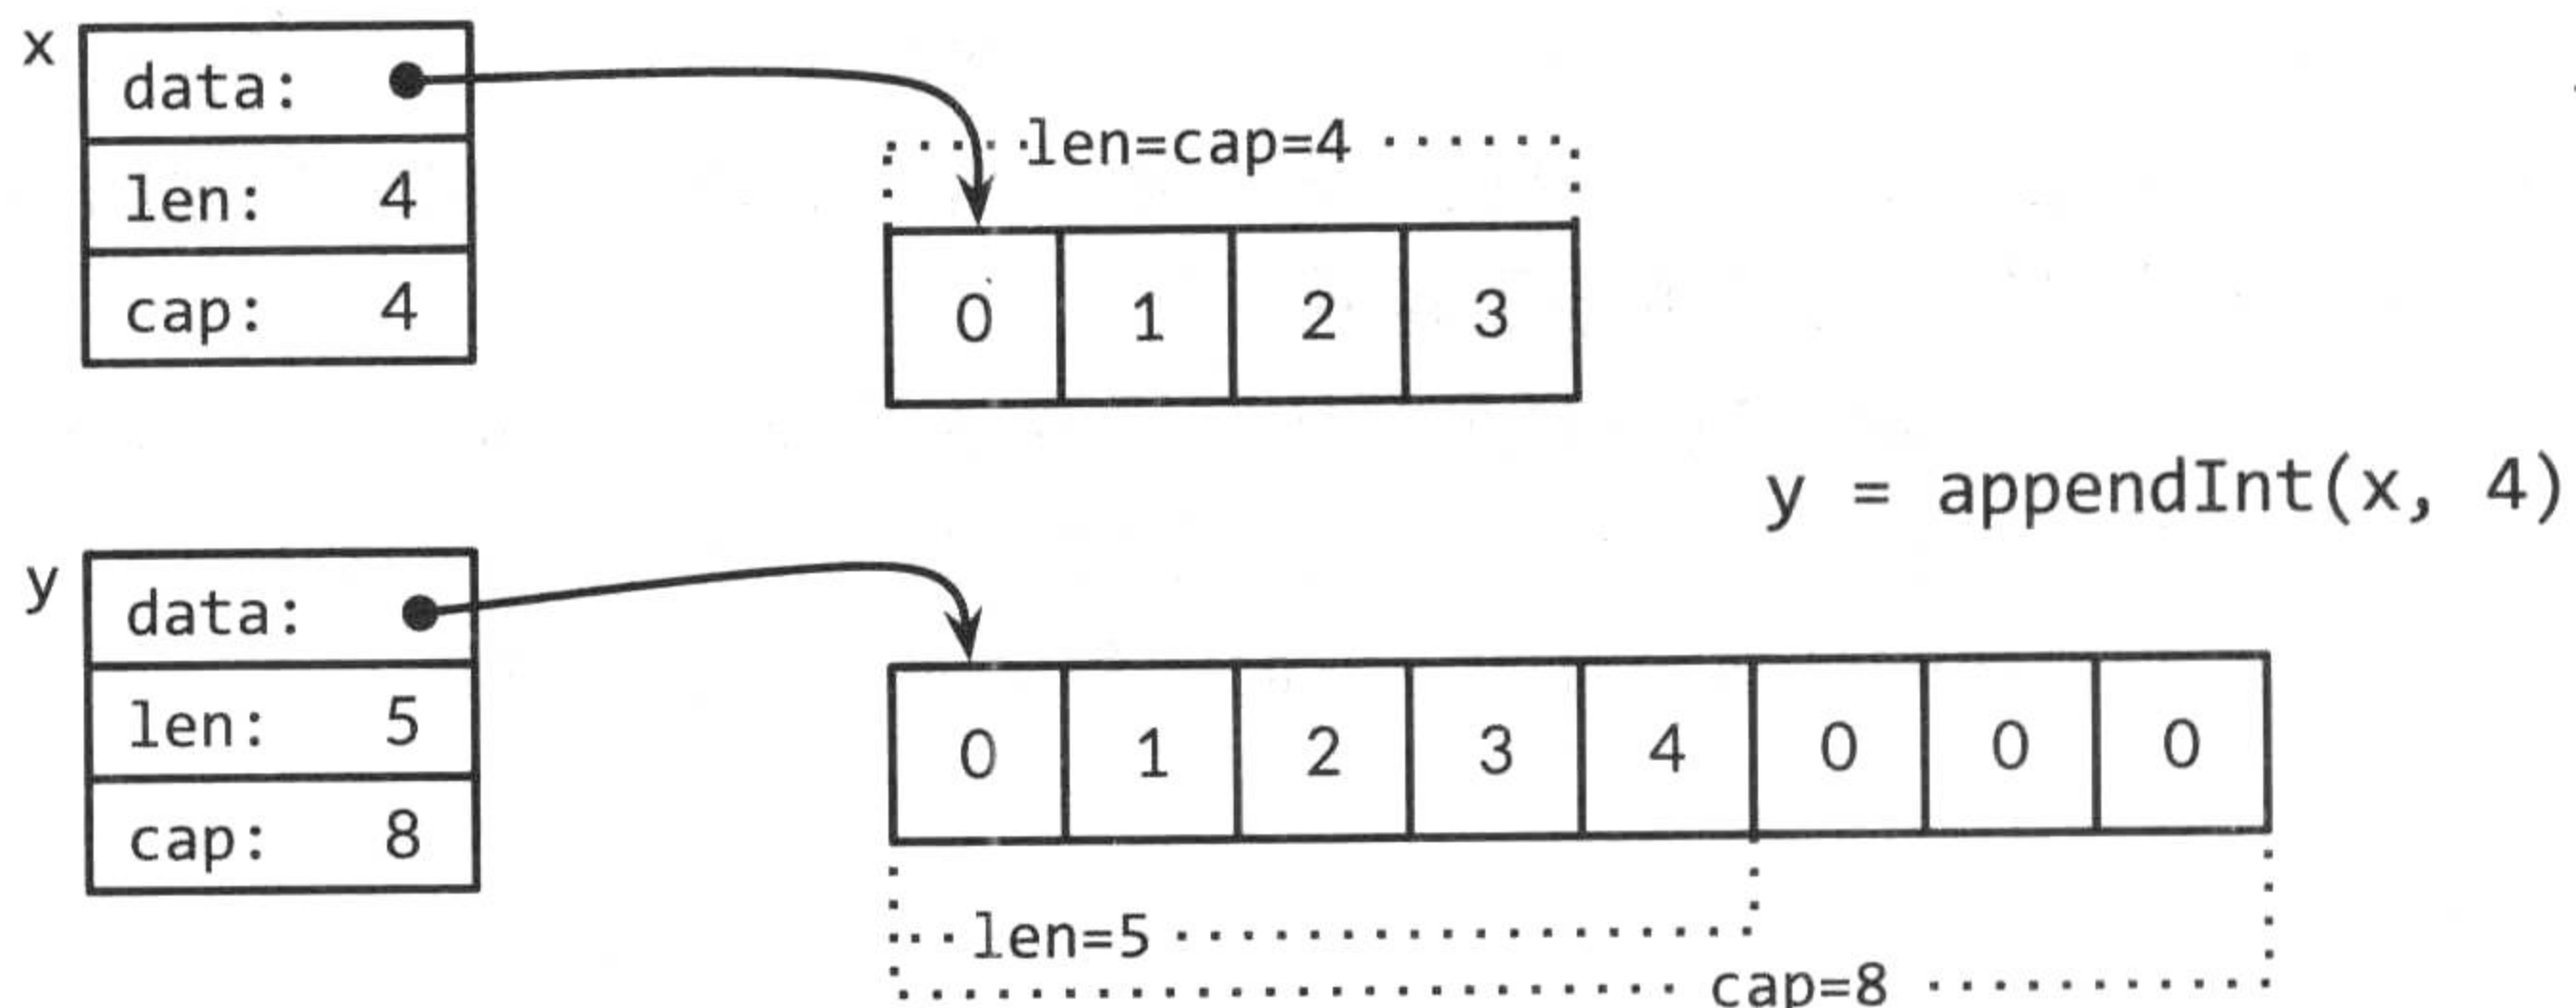 x
data:
len: 4
cap: 4
len=cap=4
0 1 2 3
y = appendInt(x, 4)
y
data:
len: 5
cap: 8
0 1 2 3 4 0 0 0
len=5
cap=8